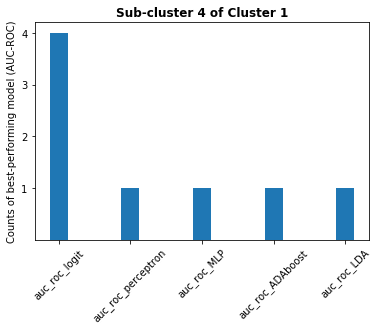 Sub-cluster 4 of Cluster 1
Counts of best-performing model (AUC-ROC)
4
3
2
1
auc_roc_logit
auc_roc_perceptron
auc_roc_MLP
auc_roc_ADAboost
auc_roc_LDA